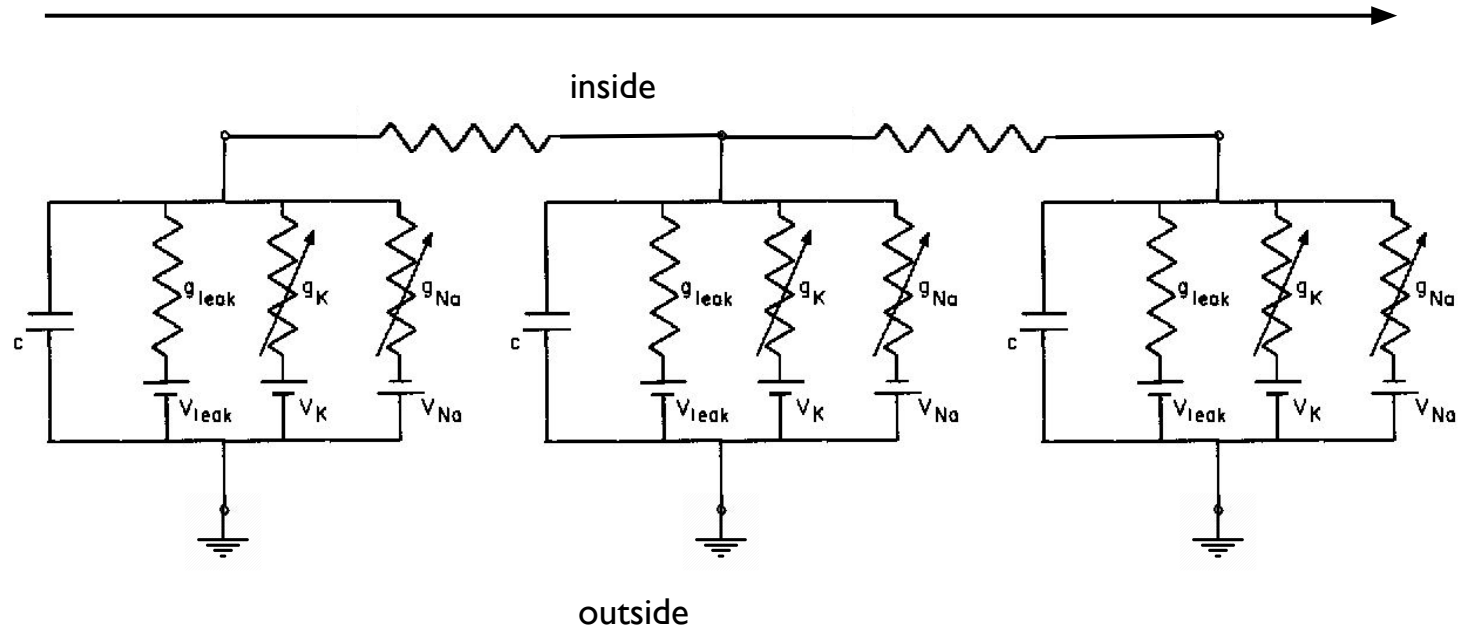 inside
g_leak g_K g_Na g_leak g_K g_Na g_leak g_K g_Na
c c c
V_leak V_K V_Na V_leak V_K V_Na V_leak V_K V_Na
outside